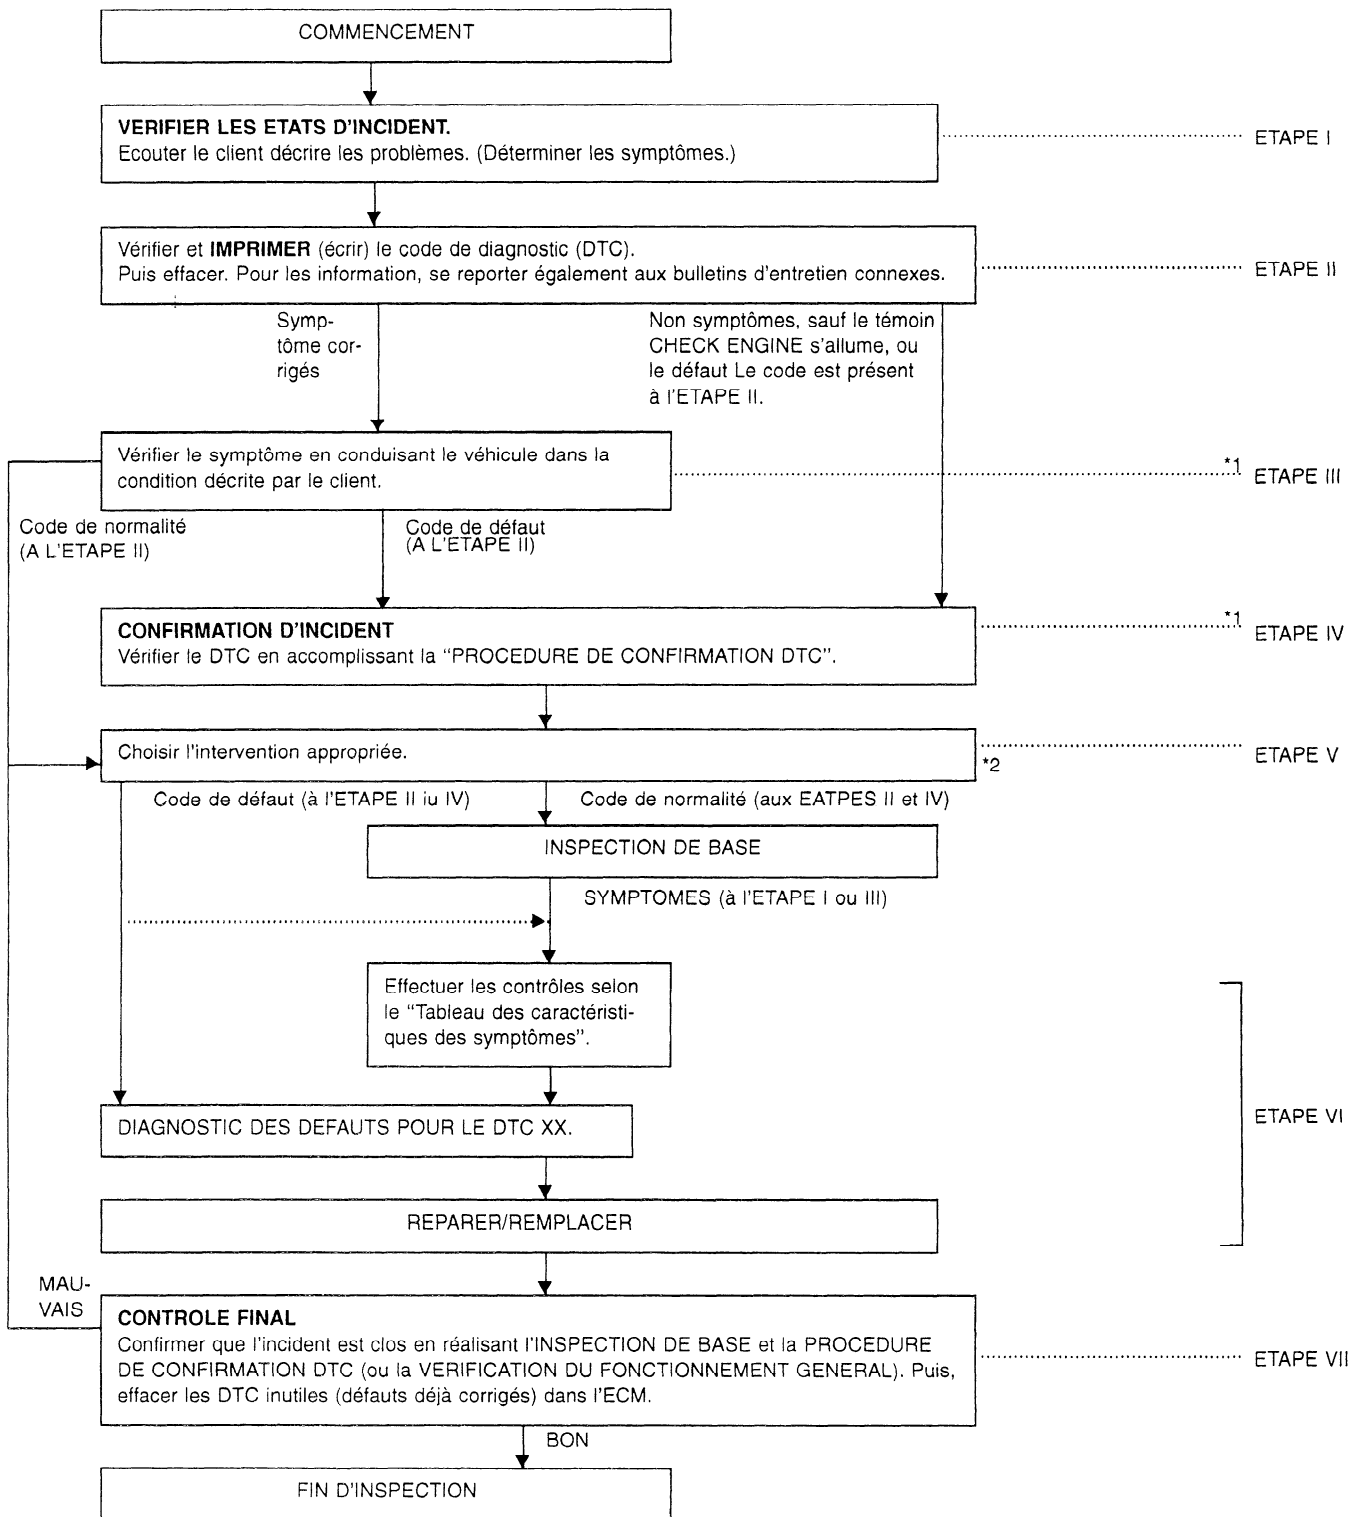 COMMENCEMENT
VERIFIER LES ETATS D'INCIDENT.
Ecouter le client décrire les problèmes. (Déterminer les symptômes.)
ETAPE I
Vérifier et IMPRIMER (écrir) le code de diagnostic (DTC).
Puis effacer. Pour les information, se reporter également aux bulletins d'entretien connexes.
ETAPE II
Symp-
tôme cor-
rigés
Non symptômes, sauf le témoin
CHECK ENGINE s'allume, ou
le défaut Le code est présent
à l'ETAPE II.
Vérifier le symptôme en conduisant le véhicule dans la
condition décrite par le client.
*1
ETAPE III
Code de normalité
(A L'ETAPE II)
Code de défaut
(A L'ETAPE II)
CONFIRMATION D'INCIDENT
Vérifier le DTC en accomplissant la “PROCEDURE DE CONFIRMATION DTC”.
*1
ETAPE IV
Choisir l'intervention appropriée.
*2
ETAPE V
Code de défaut (à l'ETAPE II iu IV)
Code de normalité (aux EATPES II et IV)
INSPECTION DE BASE
SYMPTOMES (à l'ETAPE I ou III)
Effectuer les contrôles selon
le “Tableau des caractéristi-
ques des symptômes”.
DIAGNOSTIC DES DEFAUTS POUR LE DTC XX.
ETAPE VI
REPARER/REMPLACER
MAU-
VAIS
CONTROLE FINAL
Confirmer que l'incident est clos en réalisant l'INSPECTION DE BASE et la PROCEDURE
DE CONFIRMATION DTC (ou la VERIFICATION DU FONCTIONNEMENT GENERAL). Puis,
effacer les DTC inutiles (défauts déjà corrigés) dans l'ECM.
ETAPE VII
BON
FIN D'INSPECTION